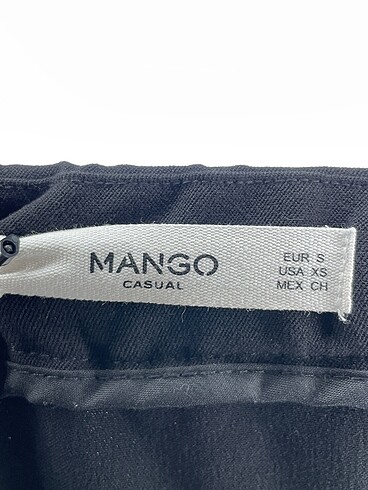 MANGO
CASUAL
EUR S
USA XS
MEX CH